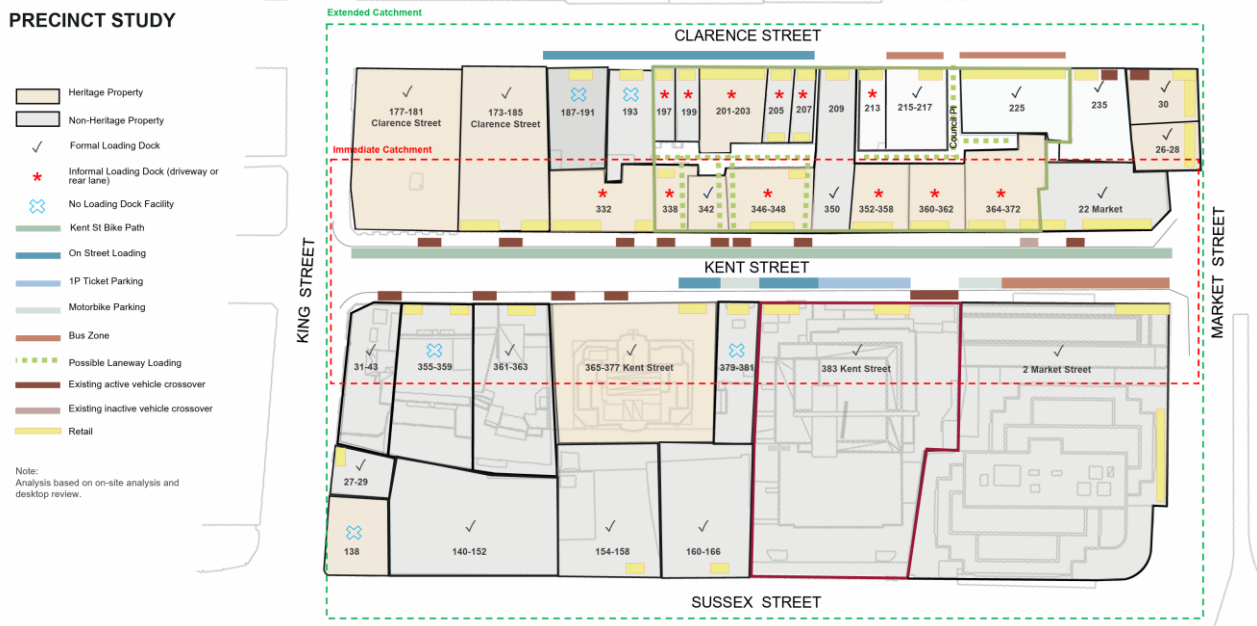 Extended Catchment
PRECINCT STUDY
CLARENCE STREET
Heritage Property
Non-Heritage Property
Formal Loading Dock
Informal Loading Dock (driveway or
rear lane)
No Loading Dock Facility
Kent St Bike Path
On Street Loading
1P Ticket Parking
Motorbike Parking
Bus Zone
Possible Laneway Loading
Existing active vehicle crossover
Existing inactive vehicle crossover
Retail
Note:
Analysis based on on-site analysis and
desktop review.
177-181
Clarence Street
173-185
Clarence Street
187-191
193
197
199
201-203
205
207
209
213
215-217
Council Pl
225
235
30
26-28
Immediate Catchment
332
338
342
346-348
350
352-358
360-362
364-372
22 Market
KING STREET
KENT STREET
MARKET STREET
31-43
355-359
361-363
365-377 Kent Street
379-381
383 Kent Street
2 Market Street
27-29
138
140-152
154-158
160-166
SUSSEX STREET